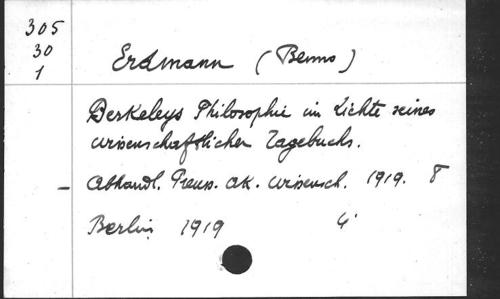 305
30
1
Erdmann (Benno)
Berkeleys Philosophie im Lichte seines
wissenschaftlichen Tagebuchs.
– Abhandl. Preuss. Ak. Wissensch. 1919. 8
Berlin 1919 4°